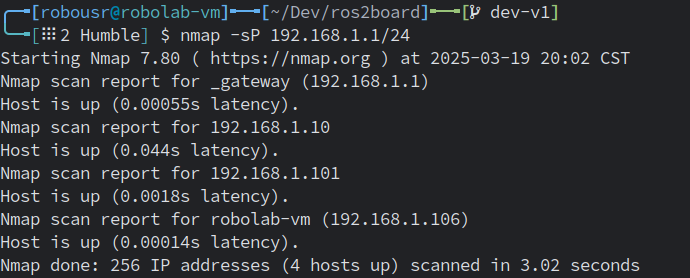 [robousr@robolab-vm]—[~/Dev/ros2board]—[ dev-v1]
[2 Humble] $ nmap -sP 192.168.1.1/24
Starting Nmap 7.80 ( https://nmap.org ) at 2025-03-19 20:02 CST
Nmap scan report for _gateway (192.168.1.1)
Host is up (0.00055s latency).
Nmap scan report for 192.168.1.10
Host is up (0.044s latency).
Nmap scan report for 192.168.1.101
Host is up (0.0018s latency).
Nmap scan report for robolab-vm (192.168.1.106)
Host is up (0.00014s latency).
Nmap done: 256 IP addresses (4 hosts up) scanned in 3.02 seconds